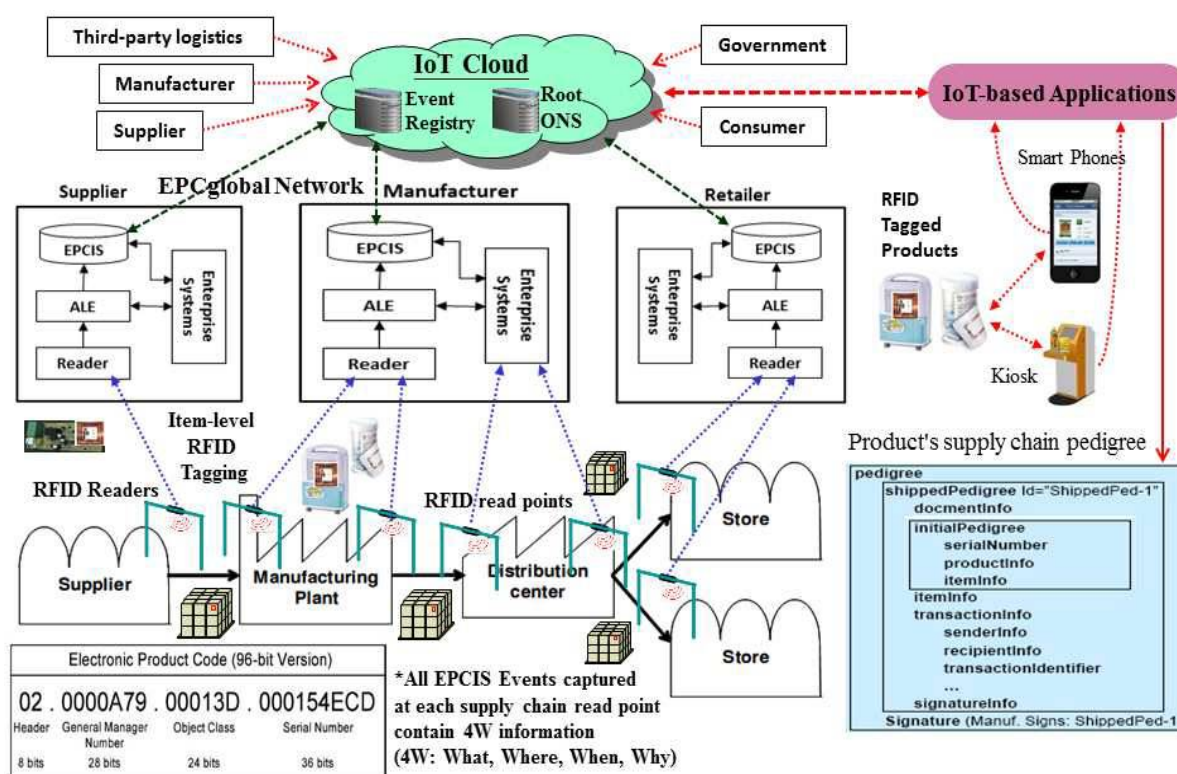 Third-party logistics
Manufacturer
Supplier
IoT Cloud
Event
Registry
Root
ONS
Government
Consumer
IoT-based Applications
Smart Phones
RFID
Tagged
Products
Kiosk
EPCglobal Network
Supplier
EPCIS
ALE
Reader
Enterprise
Systems
Manufacturer
EPCIS
ALE
Reader
Enterprise
Systems
Retailer
EPCIS
ALE
Reader
Enterprise
Systems
Item-level
RFID
Tagging
RFID Readers
RFID read points
Supplier
Manufacturing
Plant
Distribution
center
Store
Store
Product's supply chain pedigree
pedigree
shippedPedigree Id="ShippedPed-1"
docmentInfo
initialPedigree
serialNumber
productInfo
itemInfo
itemInfo
transactionInfo
senderInfo
recipientInfo
transactionIdentifier
...
signatureInfo
Signature (Manuf. Signs: ShippedPed-1
Electronic Product Code (96-bit Version)
02 . 0000A79 . 00013D . 000154ECD
Header General Manager Number Object Class Serial Number
8 bits 28 bits 24 bits 36 bits
*All EPCIS Events captured
at each supply chain read point
contain 4W information
(4W: What, Where, When, Why)